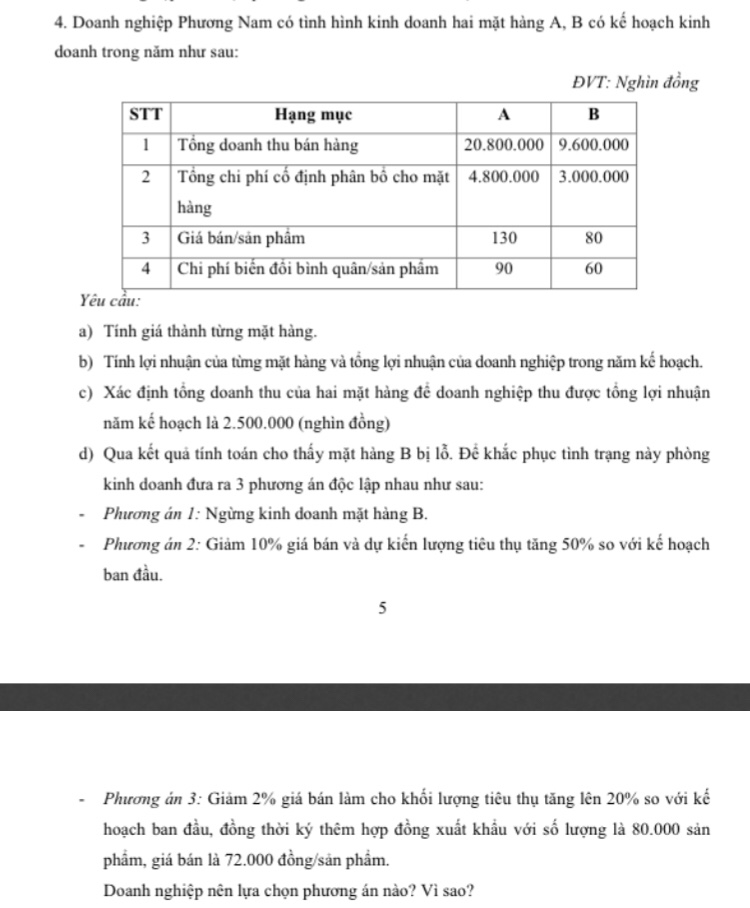 4. Doanh nghiệp Phương Nam có tình hình kinh doanh hai mặt hàng A, B có kế hoạch kinh
doanh trong năm như sau:
ĐVT: Nghìn đồng
STT Hạng mục A B
1 Tổng doanh thu bán hàng 20.800.000 9.600.000
2 Tổng chi phí cố định phân bổ cho mặt 4.800.000 3.000.000
hàng
3 Giá bán/sản phẩm 130 80
4 Chi phí biến đổi bình quân/sản phẩm 90 60
Yêu cầu:
a) Tính giá thành từng mặt hàng.
b) Tính lợi nhuận của từng mặt hàng và tổng lợi nhuận của doanh nghiệp trong năm kế hoạch.
c) Xác định tổng doanh thu của hai mặt hàng để doanh nghiệp thu được tổng lợi nhuận
năm kế hoạch là 2.500.000 (nghìn đồng)
d) Qua kết quả tính toán cho thấy mặt hàng B bị lỗ. Để khắc phục tình trạng này phòng
kinh doanh đưa ra 3 phương án độc lập nhau như sau:
- Phương án 1: Ngừng kinh doanh mặt hàng B.
- Phương án 2: Giảm 10% giá bán và dự kiến lượng tiêu thụ tăng 50% so với kế hoạch
ban đầu.
5
- Phương án 3: Giảm 2% giá bán làm cho khối lượng tiêu thụ tăng lên 20% so với kế
hoạch ban đầu, đồng thời ký thêm hợp đồng xuất khẩu với số lượng là 80.000 sản
phẩm, giá bán là 72.000 đồng/sản phẩm.
Doanh nghiệp nên lựa chọn phương án nào? Vì sao?